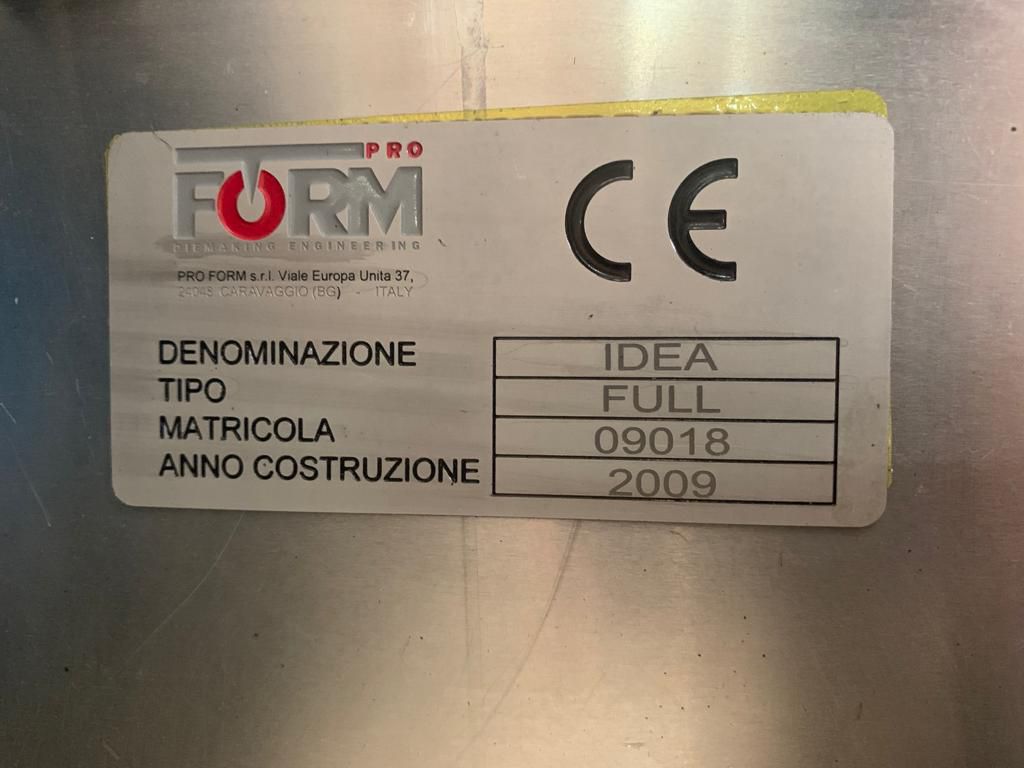 PRO
FORM
PIEMAKING ENGINEERING
PRO FORM s.r.l. Viale Europa Unita 37,
24043 CARAVAGGIO (BG) - ITALY
CE
DENOMINAZIONE IDEA
TIPO FULL
MATRICOLA 09018
ANNO COSTRUZIONE 2009